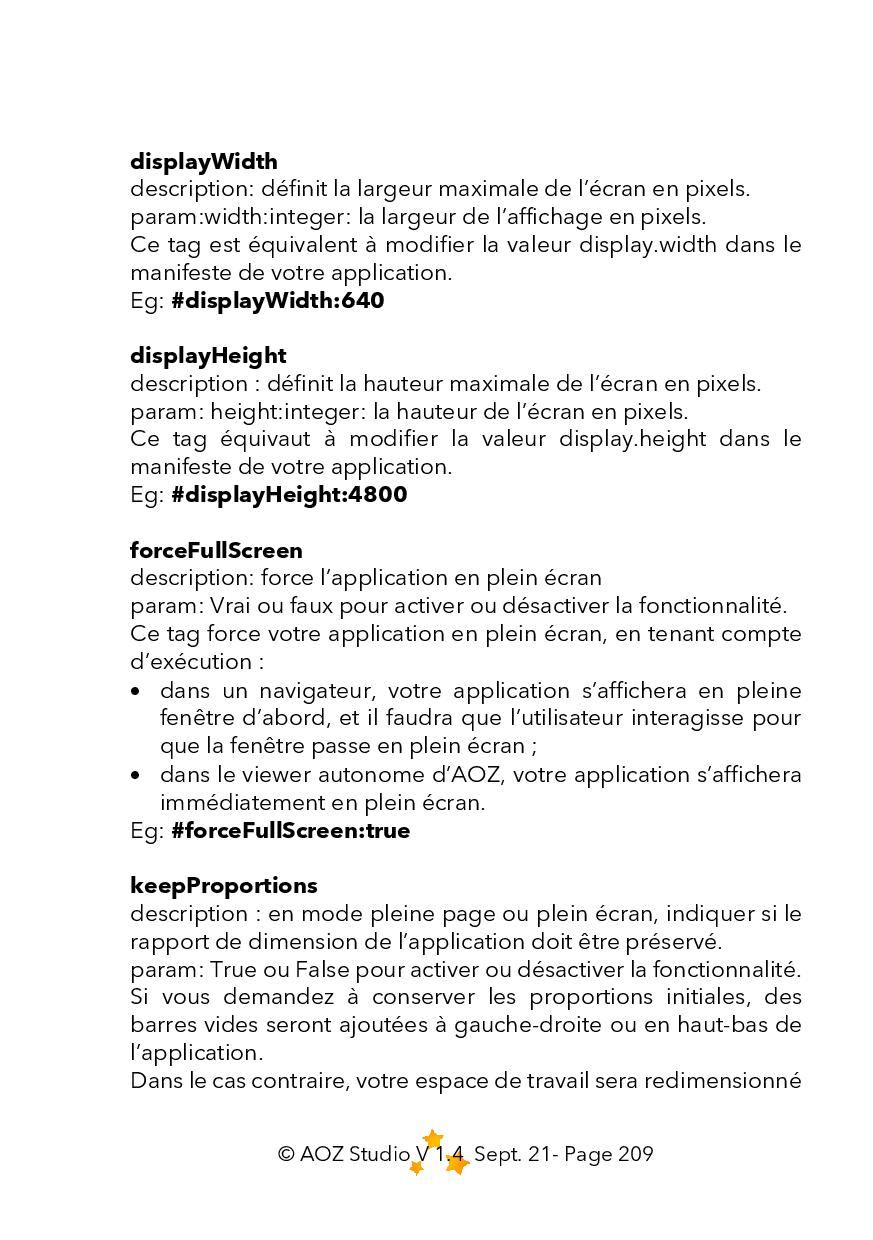 displayWidth
description: définit la largeur maximale de l’écran en pixels.
param:width:integer: la largeur de l’affichage en pixels.
Ce tag est équivalent à modifier la valeur display.width dans le
manifeste de votre application.
Eg: #displayWidth:640
displayHeight
description : définit la hauteur maximale de l’écran en pixels.
param: height:integer: la hauteur de l’écran en pixels.
Ce tag équivaut à modifier la valeur display.height dans le
manifeste de votre application.
Eg: #displayHeight:4800
forceFullScreen
description: force l’application en plein écran
param: Vrai ou faux pour activer ou désactiver la fonctionnalité.
Ce tag force votre application en plein écran, en tenant compte
d’exécution :
• dans un navigateur, votre application s’affichera en pleine
fenêtre d’abord, et il faudra que l’utilisateur interagisse pour
que la fenêtre passe en plein écran ;
• dans le viewer autonome d’AOZ, votre application s’affichera
immédiatement en plein écran.
Eg: #forceFullScreen:true
keepProportions
description : en mode pleine page ou plein écran, indiquer si le
rapport de dimension de l’application doit être préservé.
param: True ou False pour activer ou désactiver la fonctionnalité.
Si vous demandez à conserver les proportions initiales, des
barres vides seront ajoutées à gauche-droite ou en haut-bas de
l’application.
Dans le cas contraire, votre espace de travail sera redimensionné
© AOZ Studio V 1.4 Sept. 21- Page 209